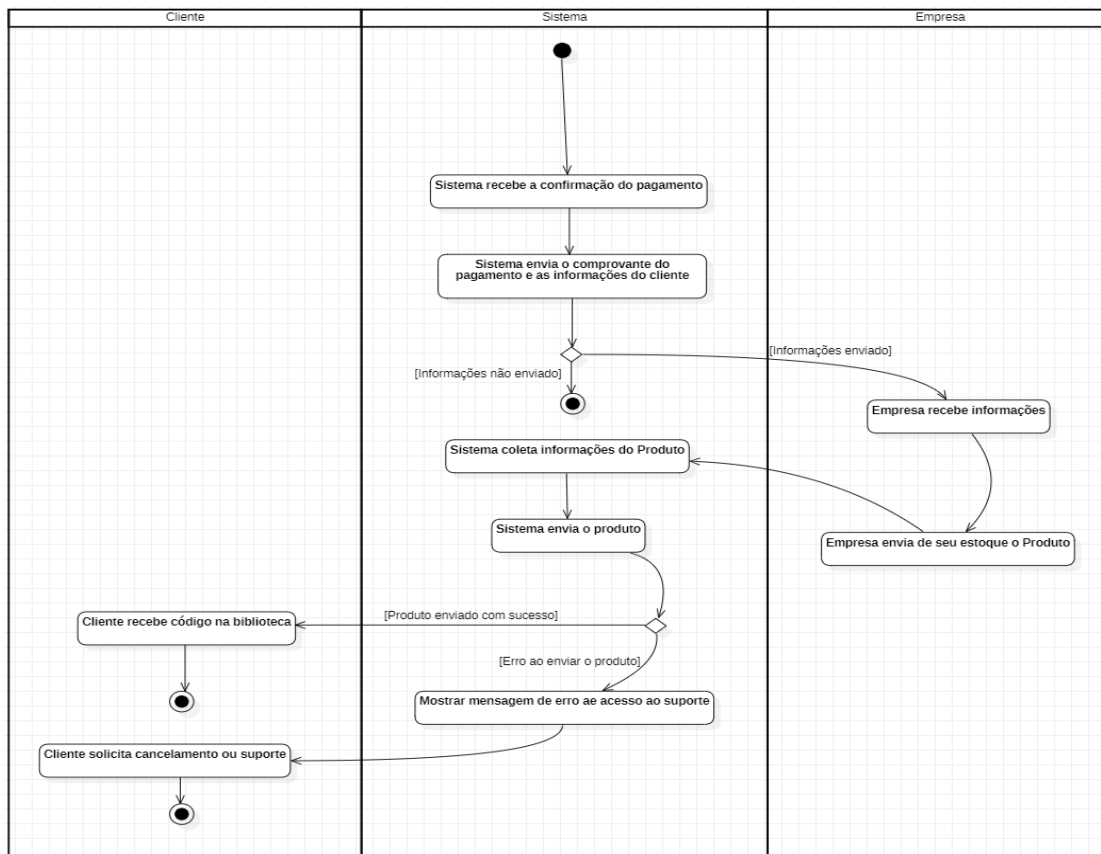 Cliente
Sistema
Empresa
Sistema recebe a confirmação do pagamento
Sistema envia o comprovante do
pagamento e as informações do cliente
[Informações enviado]
[Informações não enviado]
Empresa recebe informações
Sistema coleta informações do Produto
Sistema envia o produto
Empresa envia de seu estoque o Produto
[Produto enviado com sucesso]
Cliente recebe código na biblioteca
[Erro ao enviar o produto]
Mostrar mensagem de erro ae acesso ao suporte
Cliente solicita cancelamento ou suporte